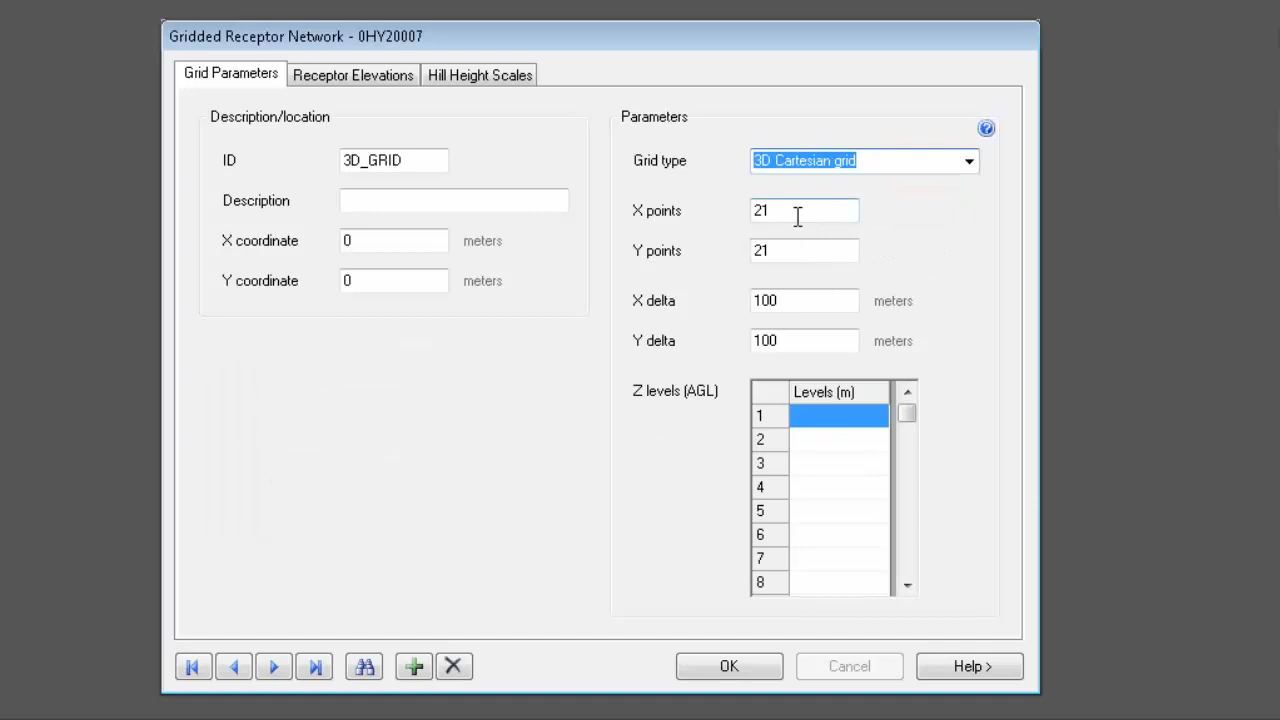 Gridded Receptor Network - 0HY20007
Grid Parameters
Receptor Elevations
Hill Height Scales
Description/location
ID
3D_GRID
Description
X coordinate
0
meters
Y coordinate
0
meters
Parameters
?
Grid type
3D Cartesian grid
X points
21
Y points
21
X delta
100
meters
Y delta
100
meters
Z levels (AGL)
Levels (m)
1
2
3
4
5
6
7
8
OK
Cancel
Help >